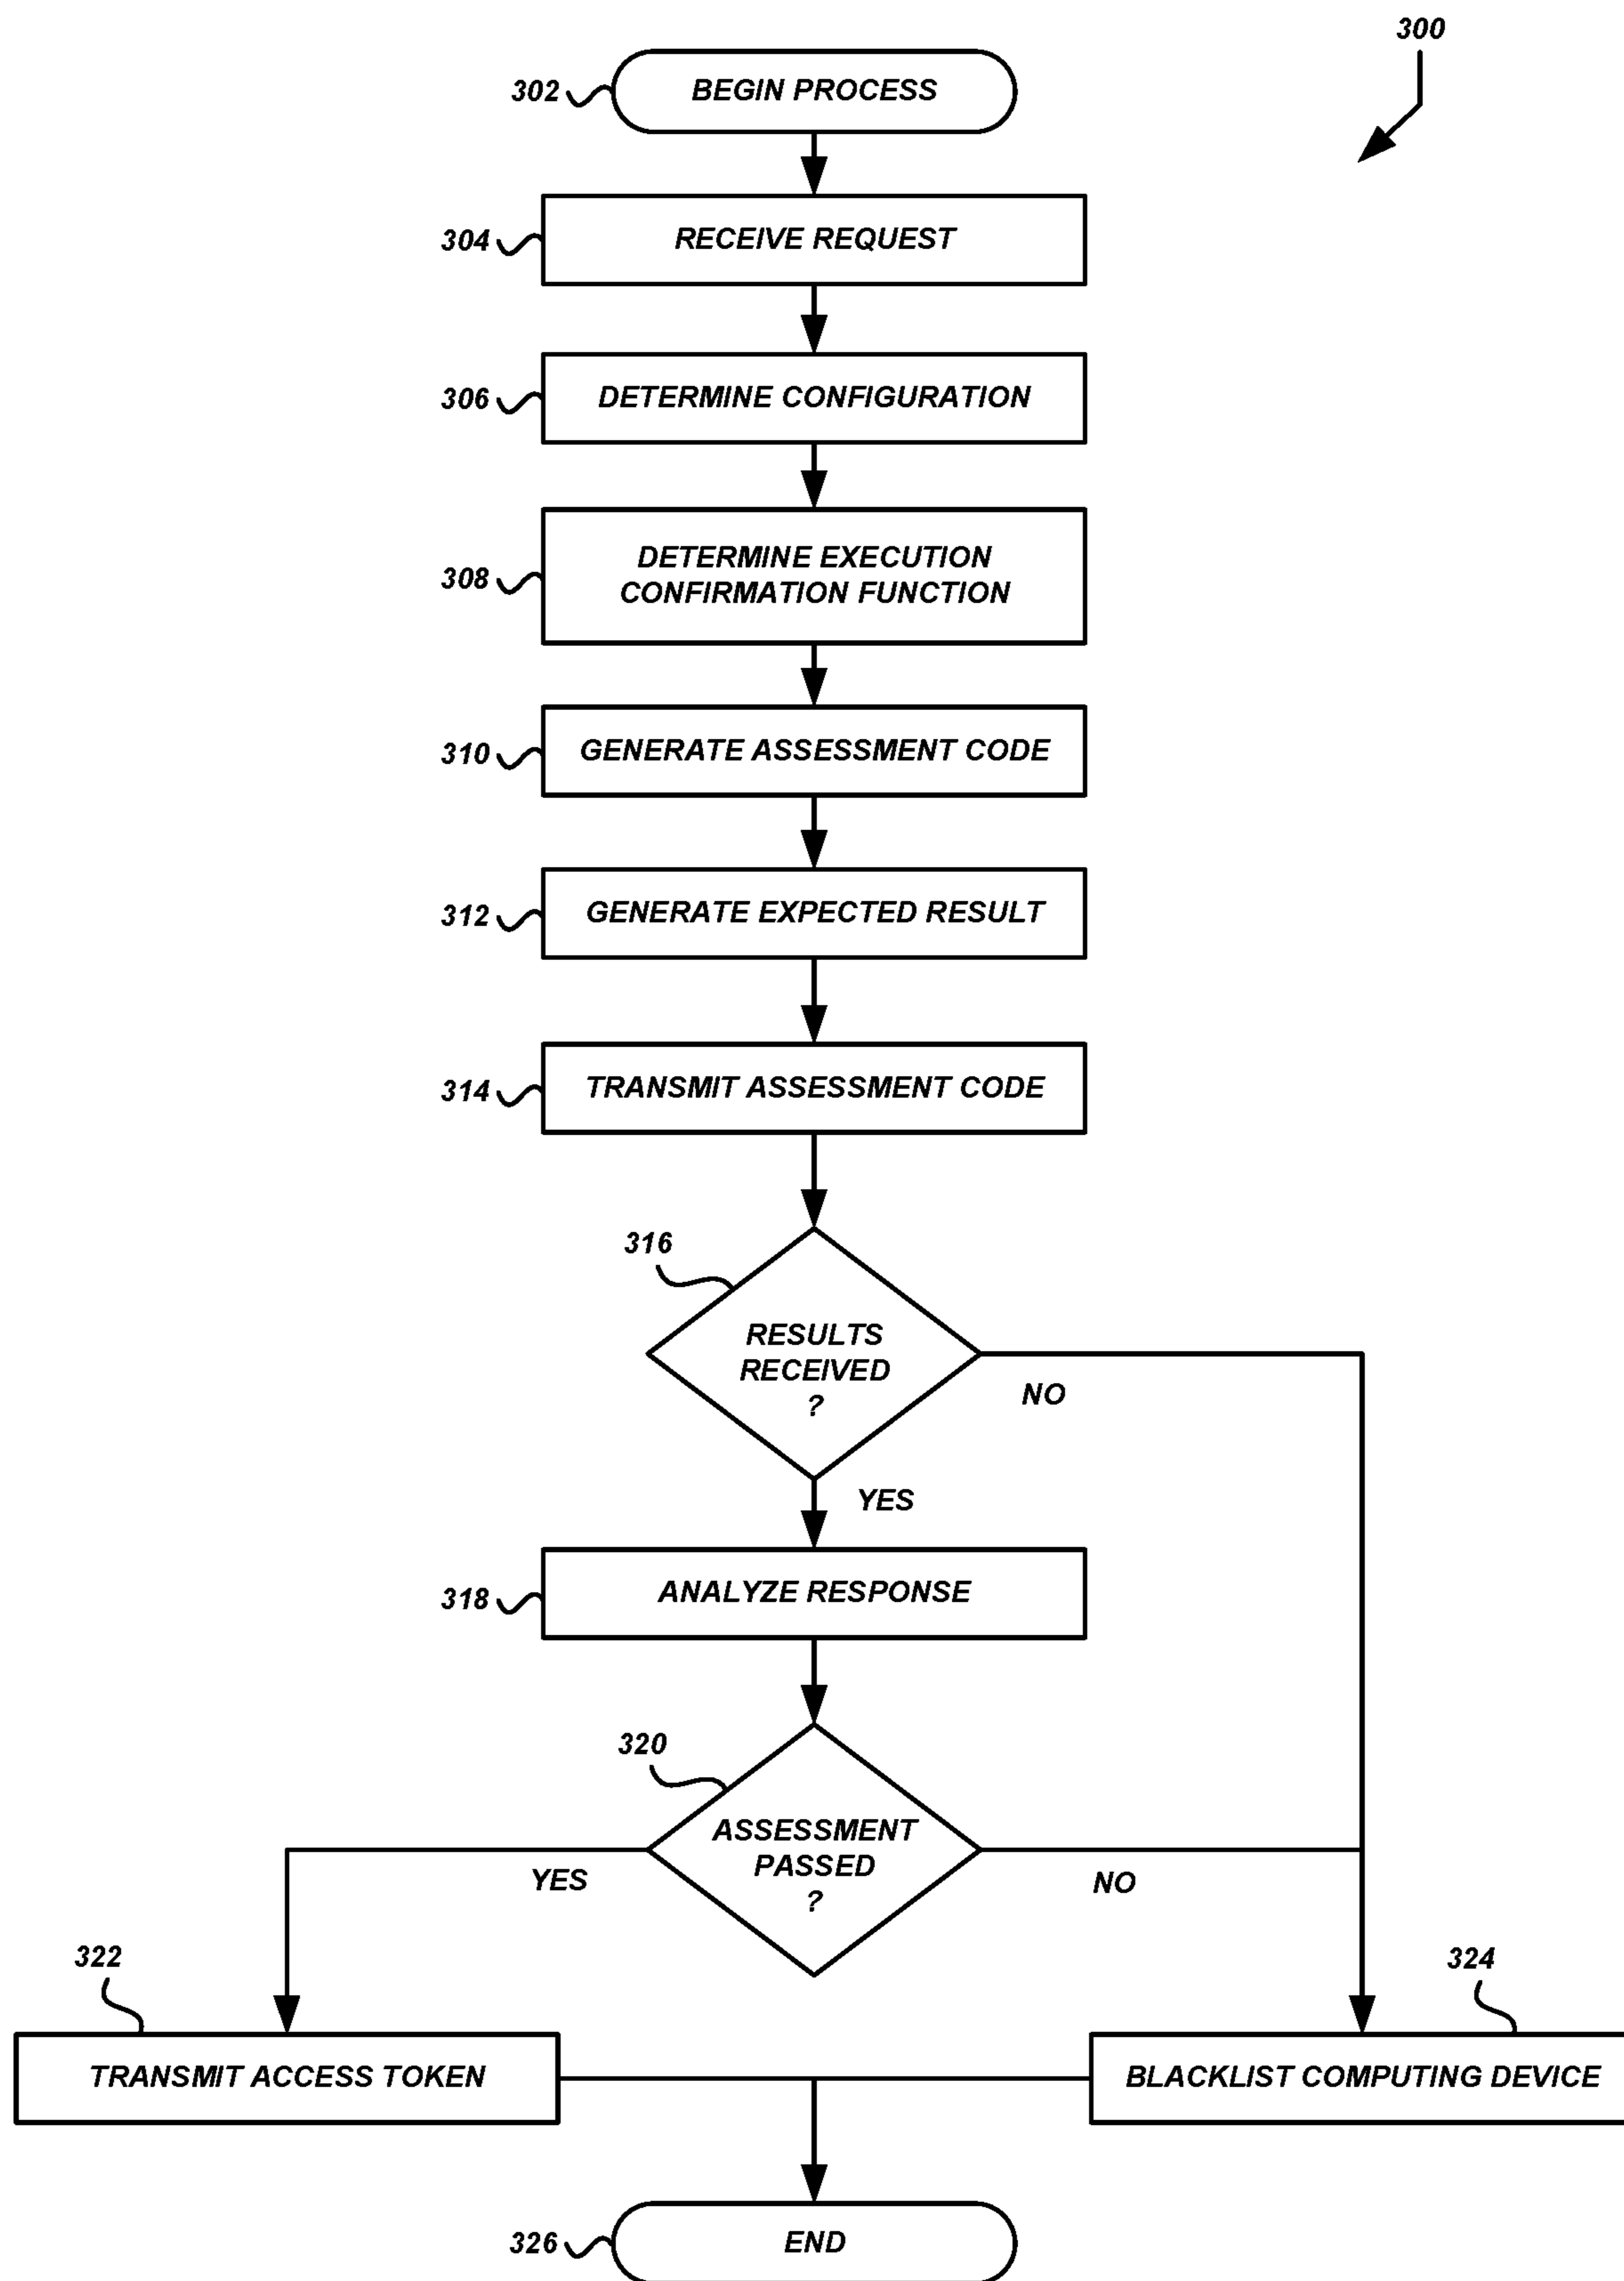 300
302
BEGIN PROCESS
304
RECEIVE REQUEST
306
DETERMINE CONFIGURATION
308
DETERMINE EXECUTION
CONFIRMATION FUNCTION
310
GENERATE ASSESSMENT CODE
312
GENERATE EXPECTED RESULT
314
TRANSMIT ASSESSMENT CODE
316
RESULTS
RECEIVED
?
NO
YES
318
ANALYZE RESPONSE
320
ASSESSMENT
PASSED
?
YES
NO
322
324
TRANSMIT ACCESS TOKEN
BLACKLIST COMPUTING DEVICE
326
END